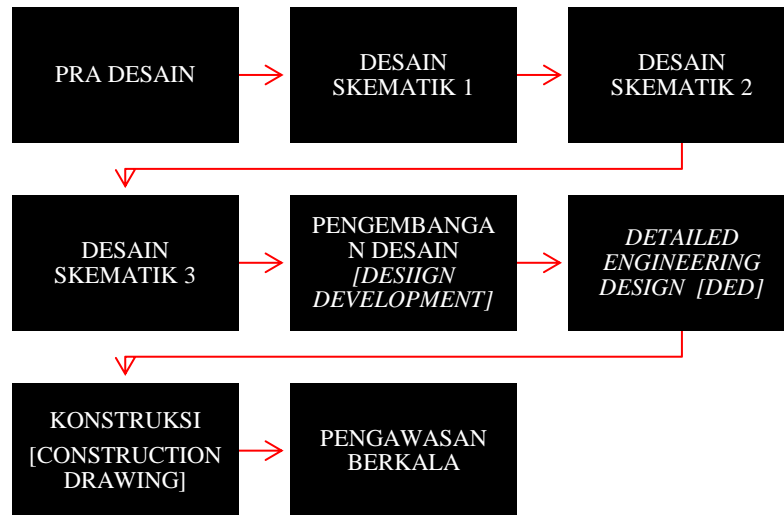 PRA DESAIN
DESAIN
SKEMATIK 1
DESAIN
SKEMATIK 2
DESAIN
SKEMATIK 3
PENGEMBANGA
N DESAIN
[DESIIGN
DEVELOPMENT]
DETAILED
ENGINEERING
DESIGN [DED]
KONSTRUKSI
[CONSTRUCTION
DRAWING]
PENGAWASAN
BERKALA